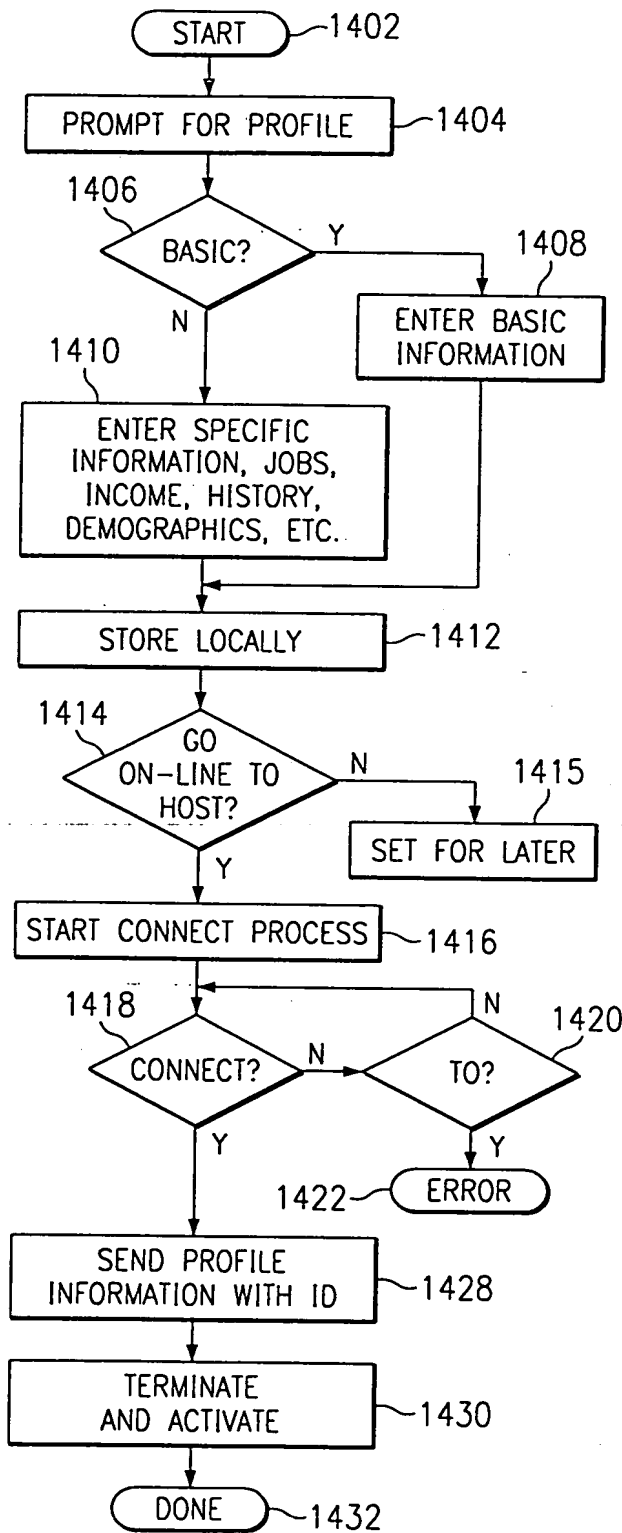 START
1402
PROMPT FOR PROFILE
1404
1406
BASIC?
Y
N
1408
ENTER BASIC
INFORMATION
1410
ENTER SPECIFIC
INFORMATION, JOBS,
INCOME, HISTORY,
DEMOGRAPHICS, ETC.
STORE LOCALLY
1412
1414
GO
ON-LINE TO
HOST?
N
Y
1415
SET FOR LATER
START CONNECT PROCESS
1416
1418
CONNECT?
N
Y
N
1420
TO?
Y
1422
ERROR
SEND PROFILE
INFORMATION WITH ID
1428
TERMINATE
AND ACTIVATE
1430
DONE
1432